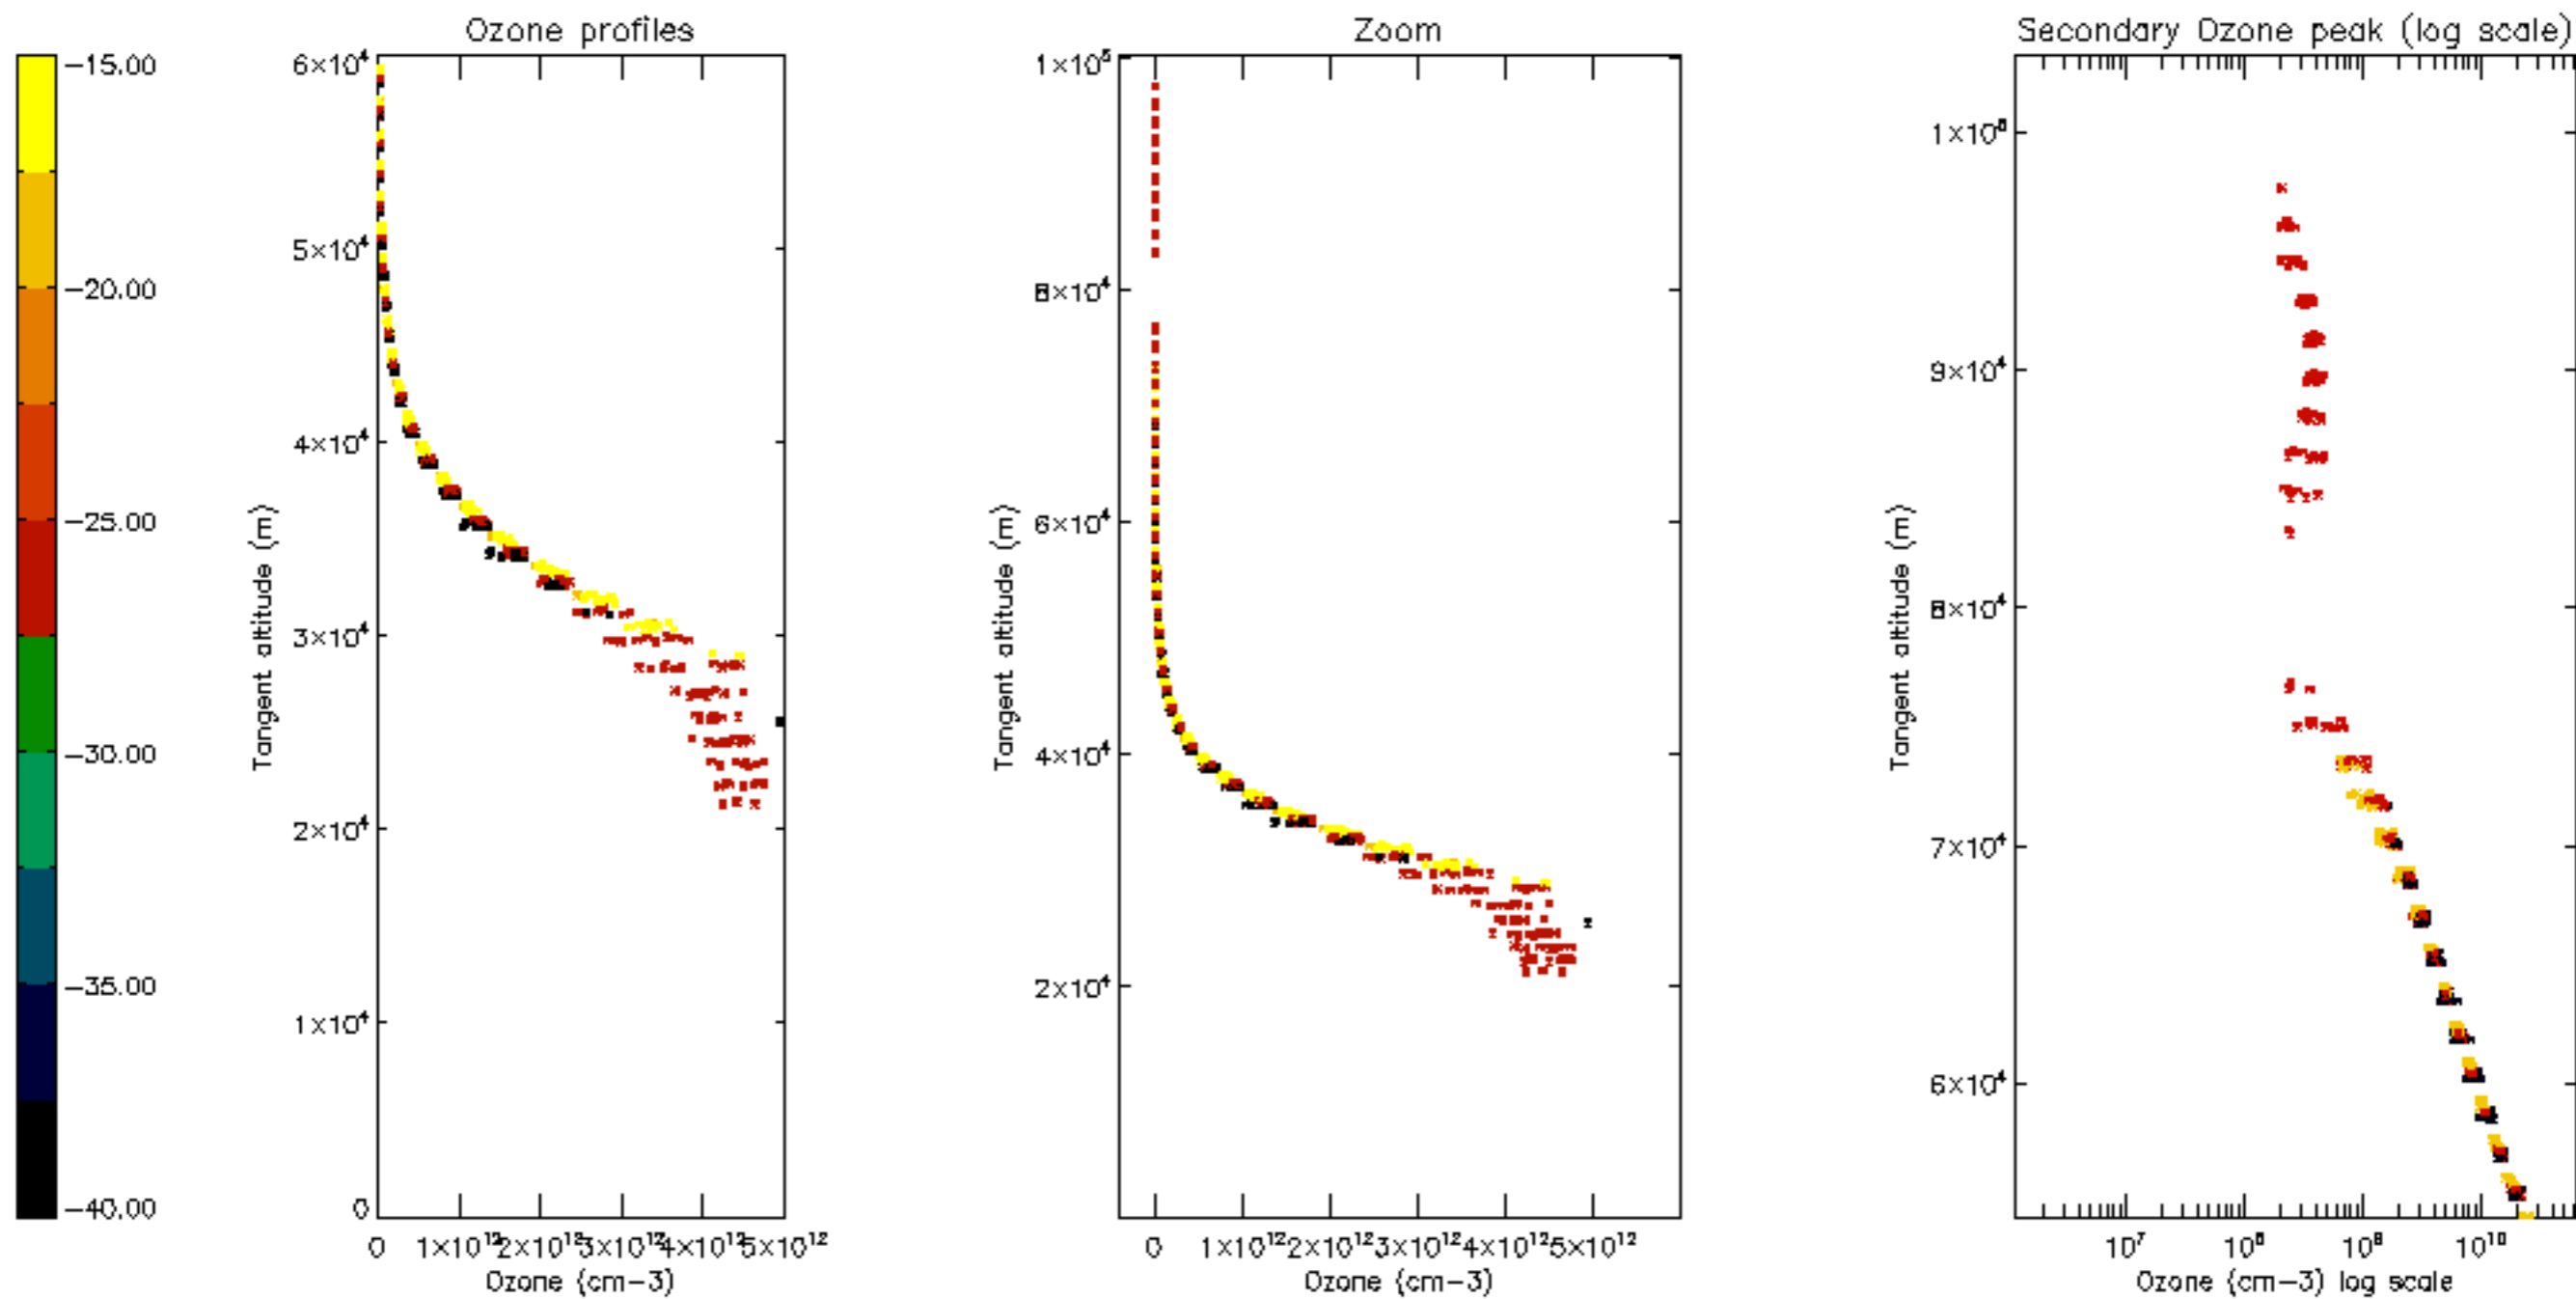 Ozone profiles
Zoom
Secondary Ozone peak (log scale)
-15.00
-20.00
-25.00
-30.00
-35.00
-40.00
6×10⁴
5×10⁴
4×10⁴
3×10⁴
2×10⁴
1×10⁴
0
Tangent altitude (m)
0 1×10¹² 2×10¹² 3×10¹² 4×10¹² 5×10¹²
Ozone (cm-3)
1×10⁵
8×10⁴
6×10⁴
4×10⁴
2×10⁴
Tangent altitude (m)
0 1×10¹² 2×10¹² 3×10¹² 4×10¹² 5×10¹²
Ozone (cm-3)
1×10⁵
9×10⁴
8×10⁴
7×10⁴
6×10⁴
Tangent altitude (m)
10⁷ 10⁸ 10⁹ 10¹⁰
Ozone (cm-3) log scale